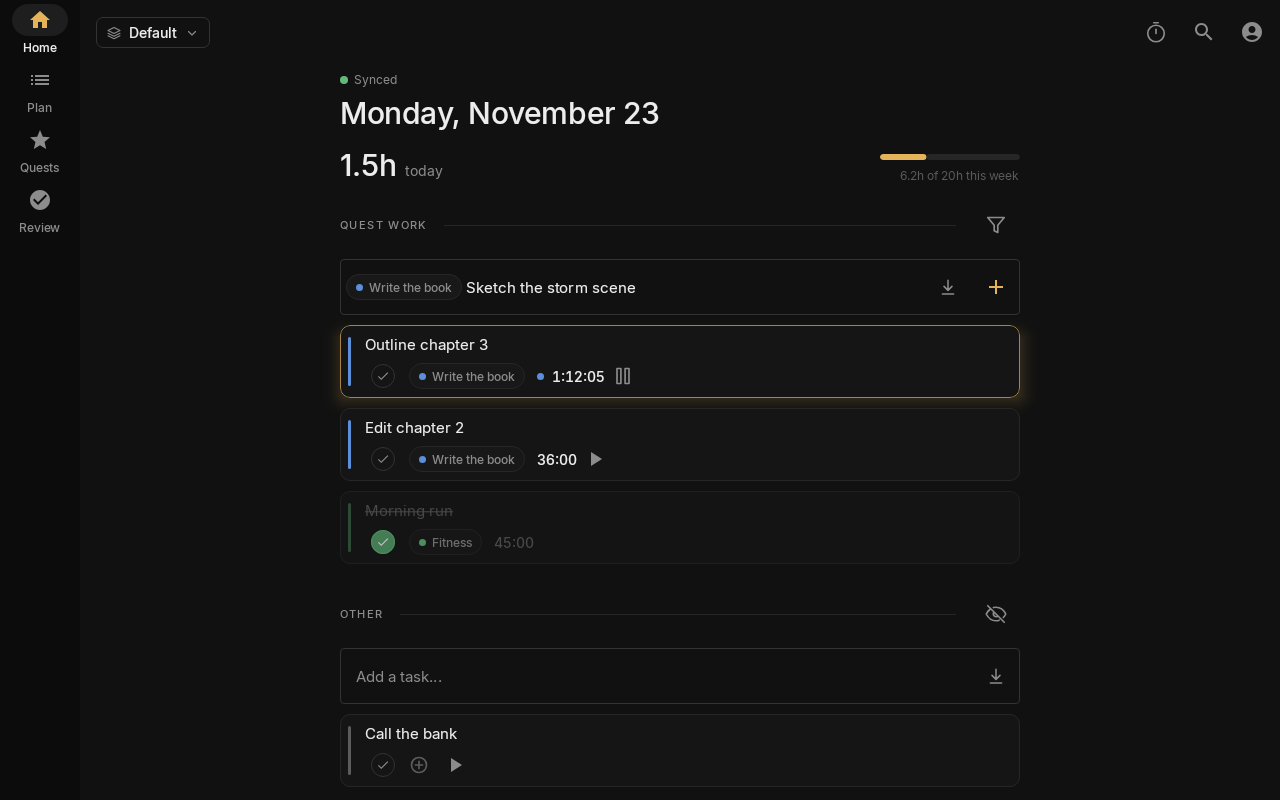 Home
Plan
Quests
Review
Default
Synced
Monday, November 23
1.5h today
6.2h of 20h this week
QUEST WORK
Write the book Sketch the storm scene
Outline chapter 3
Write the book 1:12:05
Edit chapter 2
Write the book 36:00
Morning run
Fitness 45:00
OTHER
Add a task...
Call the bank